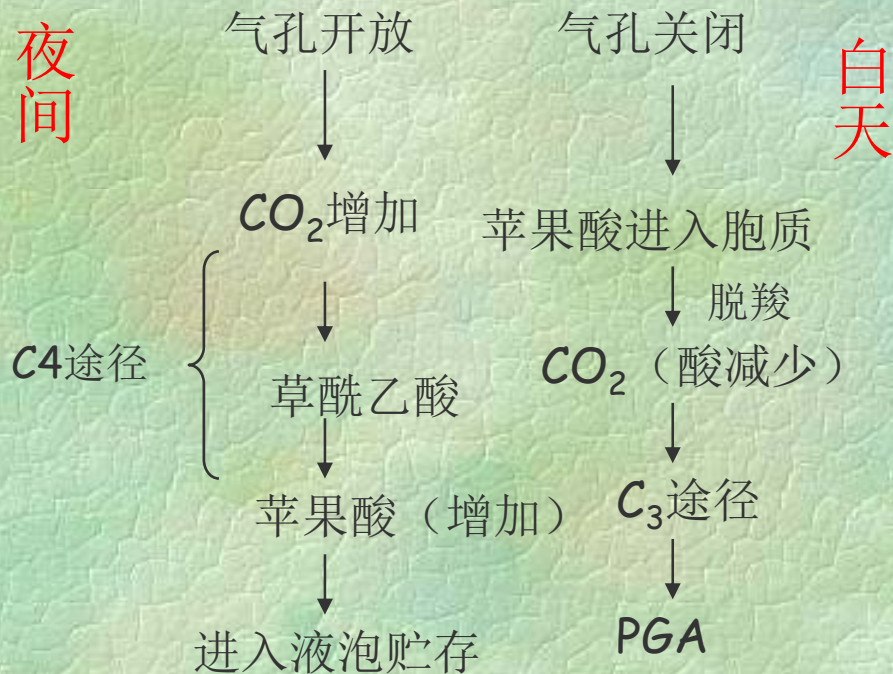 夜间
气孔开放
CO₂增加
C4途径
草酰乙酸
苹果酸（增加）
进入液泡贮存
白天
气孔关闭
苹果酸进入胞质
脱羧
CO₂（酸减少）
C₃途径
PGA